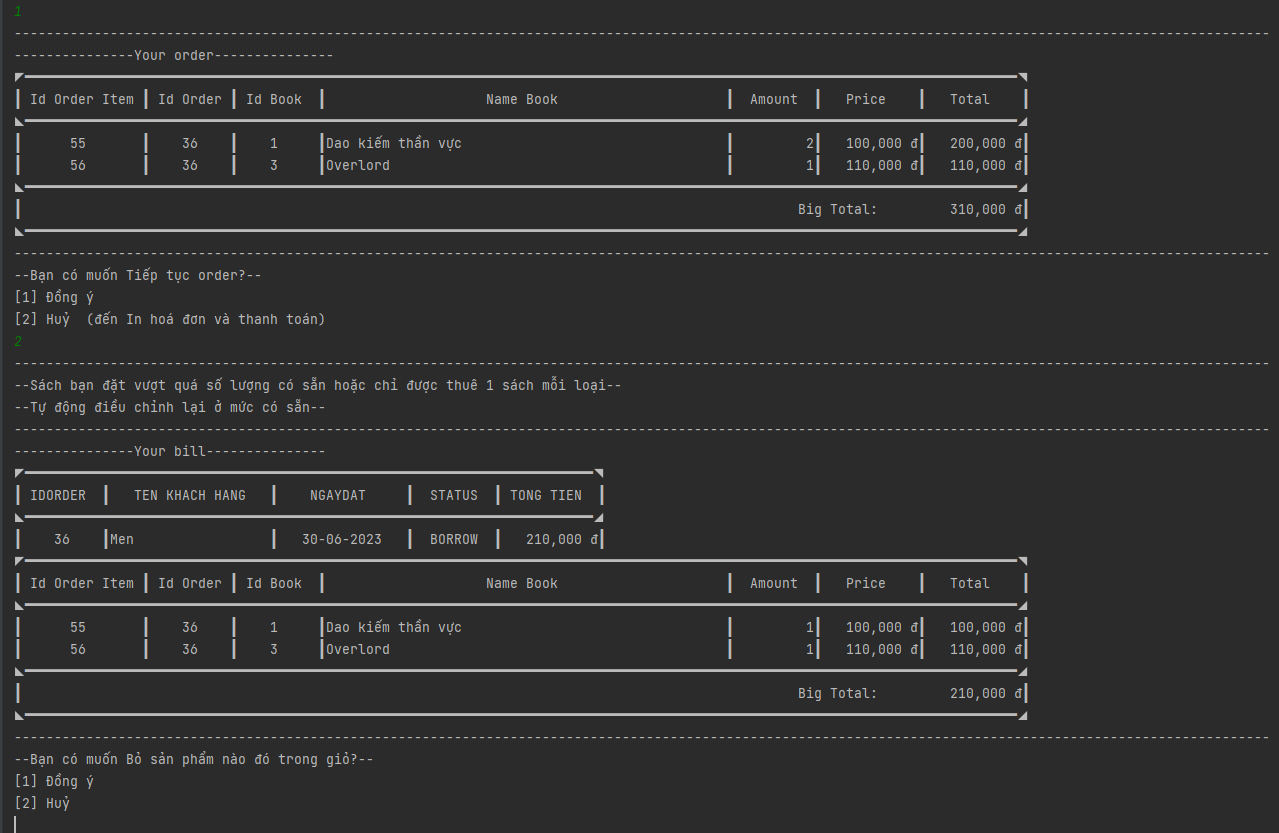 1
-------------------------------------------------------------------------------------------------------------------------------------------------------------
---------------Your order---------------
Id Order Item | Id Order | Id Book | Name Book | Amount | Price | Total
55 | 36 | 1 | Dao kiếm thần vực | 2 | 100,000 đ | 200,000 đ
56 | 36 | 3 | Overlord | 1 | 110,000 đ | 110,000 đ
Big Total: 310,000 đ
-------------------------------------------------------------------------------------------------------------------------------------------------------------
--Bạn có muốn Tiếp tục order?--
[1] Đồng ý
[2] Huỷ  (đến In hoá đơn và thanh toán)
2
-------------------------------------------------------------------------------------------------------------------------------------------------------------
--Sách bạn đặt vượt quá số lượng có sẵn hoặc chỉ được thuê 1 sách mỗi loại--
--Tự động điều chỉnh lại ở mức có sẵn--
-------------------------------------------------------------------------------------------------------------------------------------------------------------
---------------Your bill---------------
IDORDER | TEN KHACH HANG | NGAYDAT | STATUS | TONG TIEN
36 | Men | 30-06-2023 | BORROW | 210,000 đ
Id Order Item | Id Order | Id Book | Name Book | Amount | Price | Total
55 | 36 | 1 | Dao kiếm thần vực | 1 | 100,000 đ | 100,000 đ
56 | 36 | 3 | Overlord | 1 | 110,000 đ | 110,000 đ
Big Total: 210,000 đ
-------------------------------------------------------------------------------------------------------------------------------------------------------------
--Bạn có muốn Bỏ sản phẩm nào đó trong giỏ?--
[1] Đồng ý
[2] Huỷ